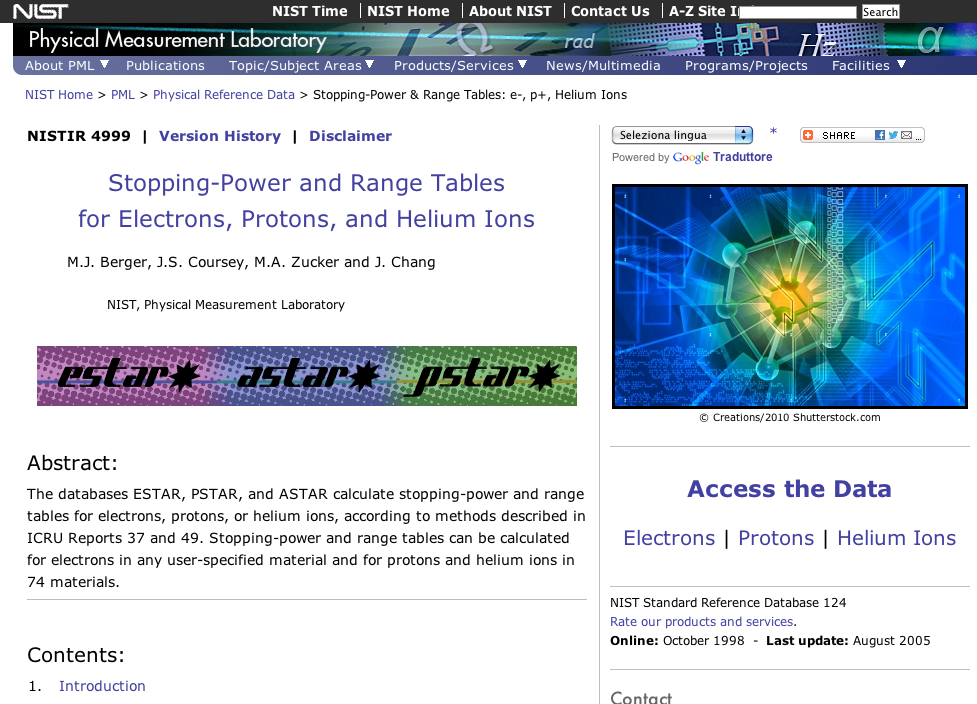 NIST
NIST Time | NIST Home | About NIST | Contact Us | A-Z Site
Search
Physical Measurement Laboratory
rad
Hz
α
About PML Publications Topic/Subject Areas Products/Services News/Multimedia Programs/Projects Facilities
NIST Home > PML > Physical Reference Data > Stopping-Power & Range Tables: e-, p+, Helium Ions
NISTIR 4999 | Version History | Disclaimer
Stopping-Power and Range Tables
for Electrons, Protons, and Helium Ions
M.J. Berger, J.S. Coursey, M.A. Zucker and J. Chang
NIST, Physical Measurement Laboratory
estar astar pstar
Abstract:
The databases ESTAR, PSTAR, and ASTAR calculate stopping-power and range
tables for electrons, protons, or helium ions, according to methods described in
ICRU Reports 37 and 49. Stopping-power and range tables can be calculated
for electrons in any user-specified material and for protons and helium ions in
74 materials.
Contents:
1. Introduction
Seleziona lingua *
SHARE ...
Powered by Google Traduttore
© Creations/2010 Shutterstock.com
Access the Data
Electrons | Protons | Helium Ions
NIST Standard Reference Database 124
Rate our products and services.
Online: October 1998 - Last update: August 2005
Contact